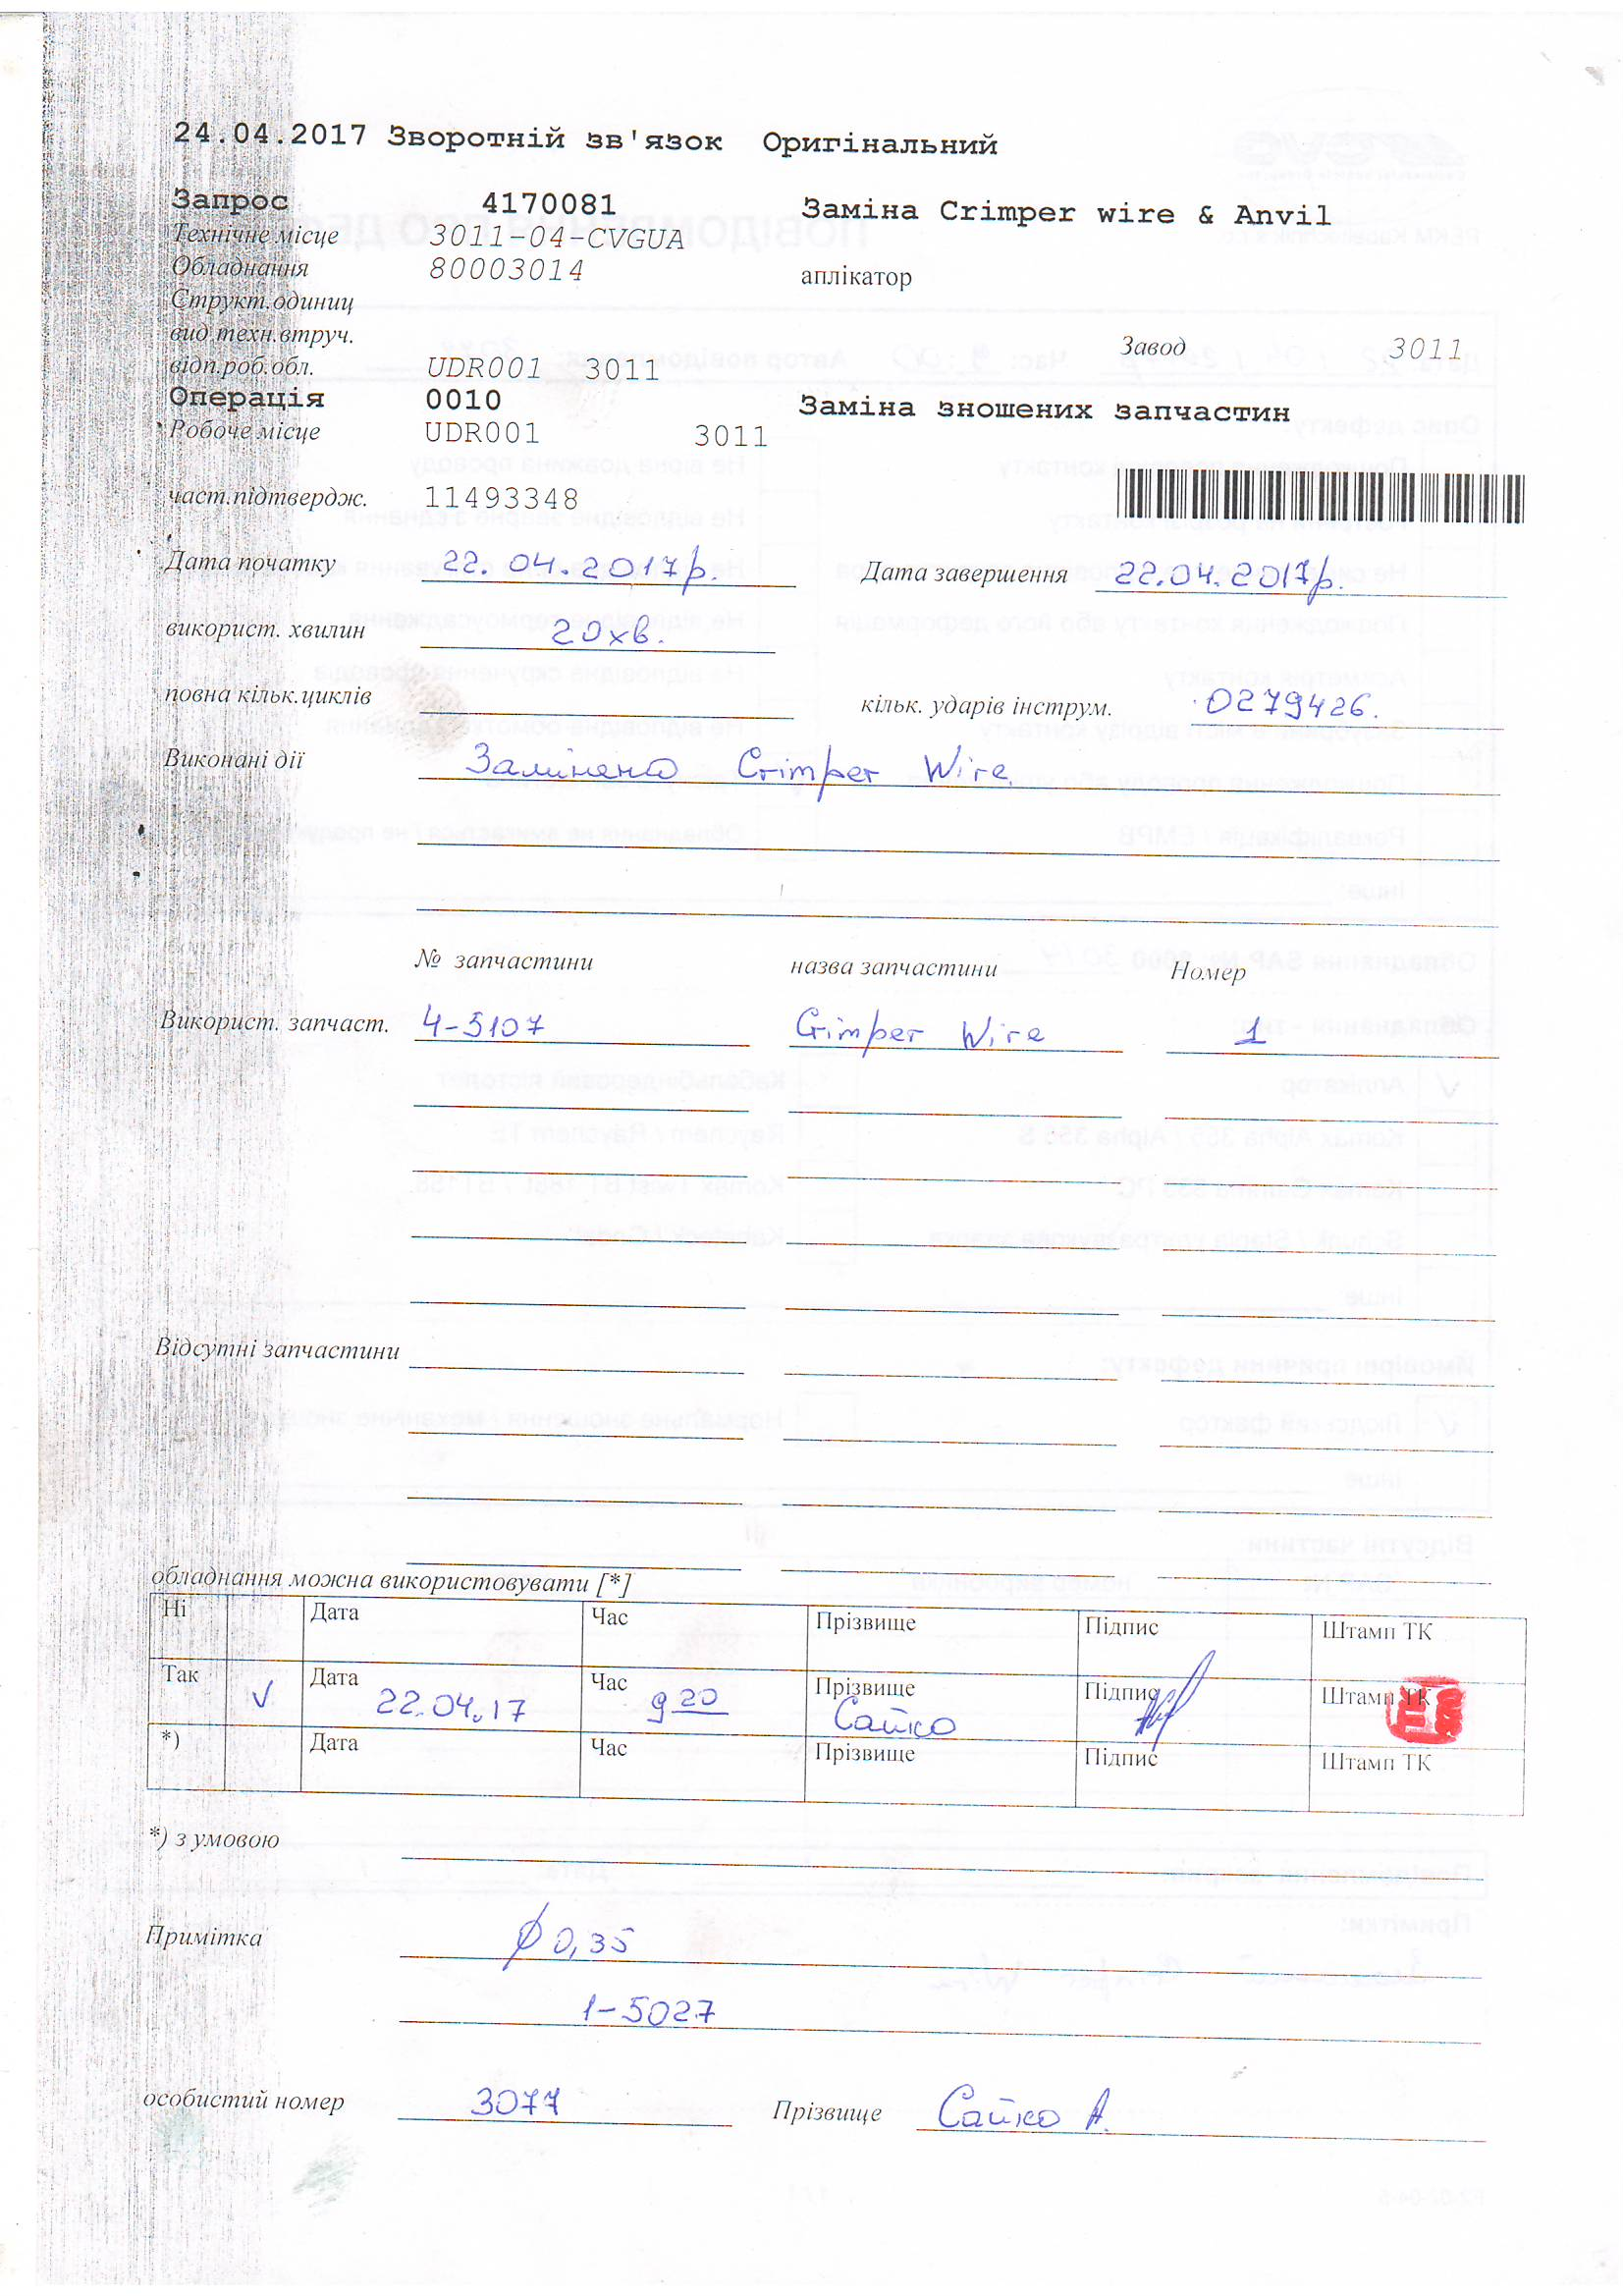 24.04.2017 Зворотній зв'язок Оригінальний
Запрос 4170081 Заміна Crimper wire & Anvil
Технічне місце 3011-04-CVGUA
Обладнання 80003014 аплікатор
Структ.одиниц
вид техн.втруч.
Завод 3011
відп.роб.обл. UDR001 3011
Операція 0010 Заміна зношених запчастин
Робоче місце UDR001 3011
част.підтвердж. 11493348
Дата початку 22.04.2017р. Дата завершення 22.04.2017р.
використ. хвилин 20хв.
повна кільк.циклів кільк. ударів інструм. 0279426.
Виконані дії Замінено Crimper Wire
№ запчастини назва запчастини Номер
Використ. запчаст. 4-5107 Crimper Wire 1
Відсутні запчастини
обладнання можна використовувати [*]
Ні Дата Час Прізвище Підпис Штамп ТК
Так √ Дата 22.04.17 Час 9 20 Прізвище Сайко Підпис Штамп ТК
*) Дата Час Прізвище Підпис Штамп ТК
*) з умовою
Примітка ϕ 0,35
1-5027
особистий номер 3077 Прізвище Сайко А.